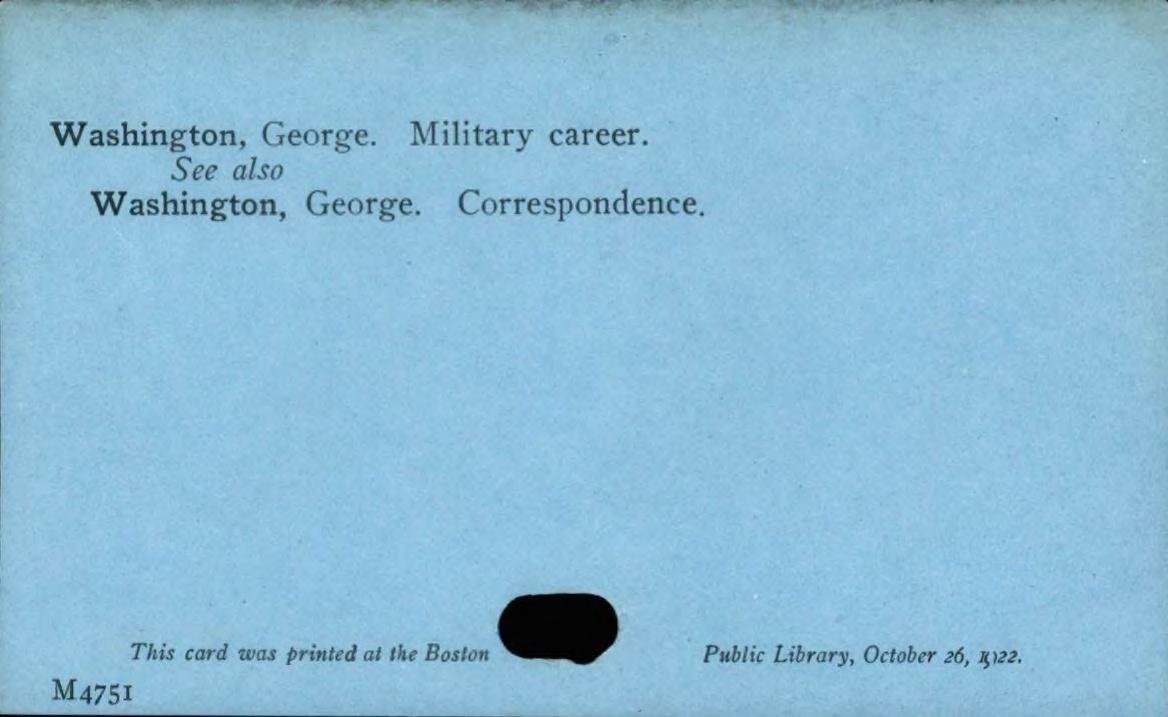 Washington, George. Military career.
See also
Washington, George. Correspondence.
This card was printed at the Boston Public Library, October 26, 1922.
M4751